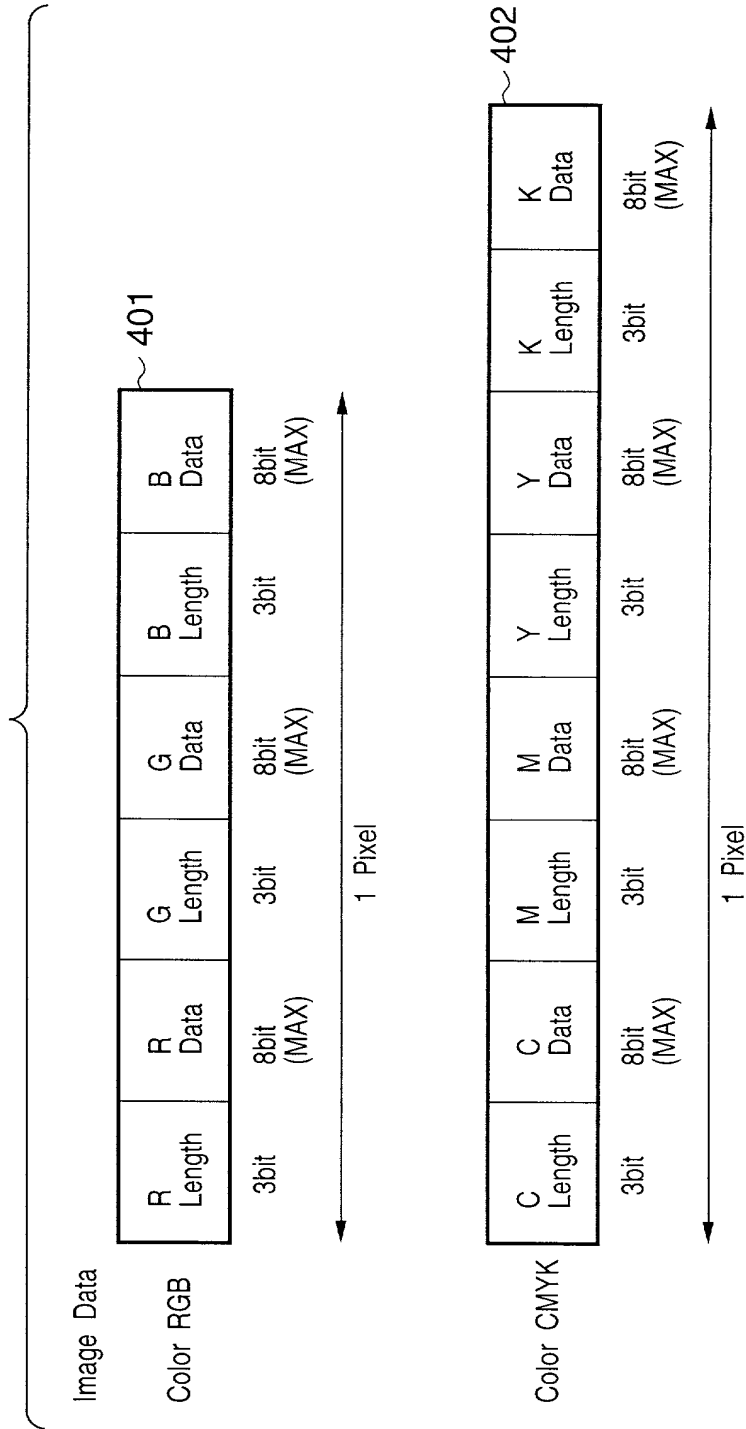 Image Data
Color RGB
401
R Length
R Data
G Length
G Data
B Length
B Data
3bit
8bit (MAX)
3bit
8bit (MAX)
3bit
8bit (MAX)
1 Pixel
Color CMYK
402
C Length
C Data
M Length
M Data
Y Length
Y Data
K Length
K Data
3bit
8bit (MAX)
3bit
8bit (MAX)
3bit
8bit (MAX)
3bit
8bit (MAX)
1 Pixel